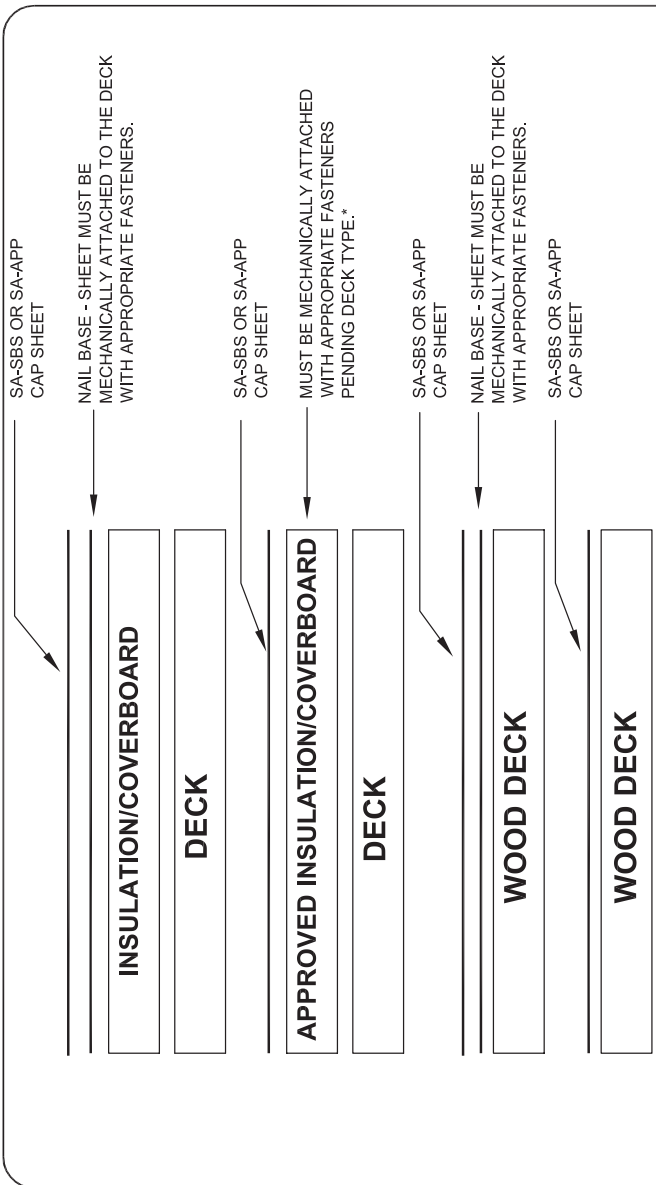 SA-SBS OR SA-APP
CAP SHEET
NAIL BASE - SHEET MUST BE
MECHANICALLY ATTACHED TO THE DECK
WITH APPROPRIATE FASTENERS.
INSULATION/COVERBOARD
DECK
SA-SBS OR SA-APP
CAP SHEET
MUST BE MECHANICALLY ATTACHED
WITH APPROPRIATE FASTENERS
PENDING DECK TYPE.*
APPROVED INSULATION/COVERBOARD
DECK
SA-SBS OR SA-APP
CAP SHEET
NAIL BASE - SHEET MUST BE
MECHANICALLY ATTACHED TO THE DECK
WITH APPROPRIATE FASTENERS.
WOOD DECK
SA-SBS OR SA-APP
CAP SHEET
WOOD DECK